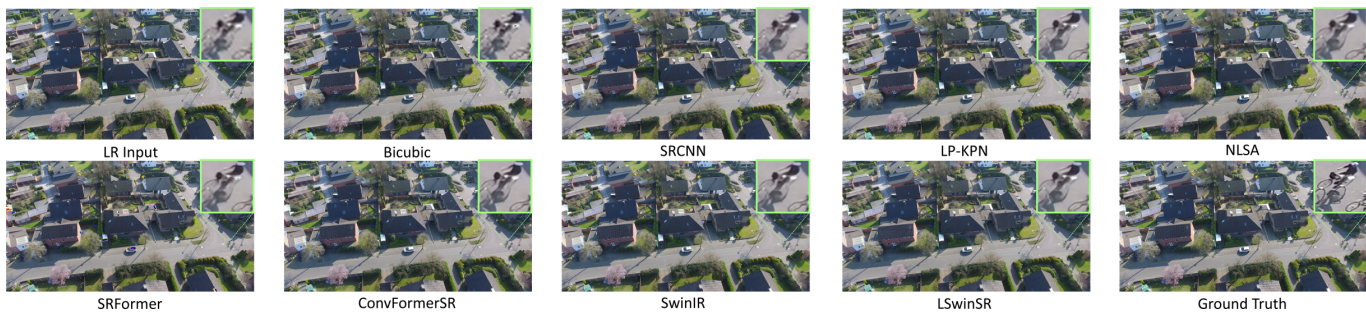 LR Input
Bicubic
SRCNN
LP-KPN
NLSA
SRFormer
ConvFormerSR
SwinIR
LSwinSR
Ground Truth